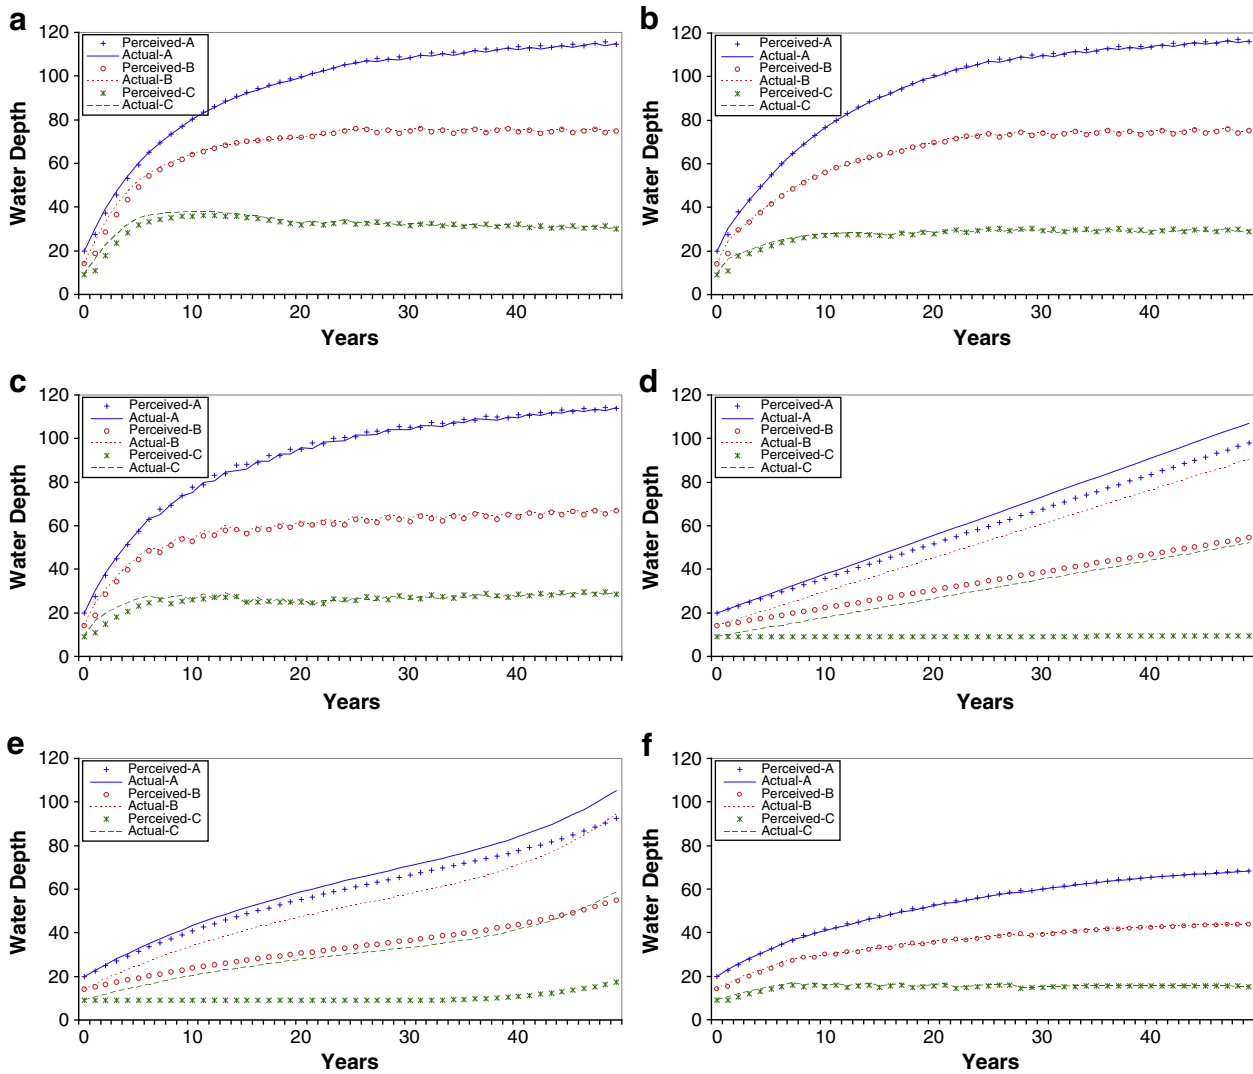 a
120
100
80
60
40
20
0
Water Depth
Perceived-A
Actual-A
Perceived-B
Actual-B
Perceived-C
Actual-C
0 10 20 30 40
Years
b
120
100
80
60
40
20
0
Water Depth
Perceived-A
Actual-A
Perceived-B
Actual-B
Perceived-C
Actual-C
0 10 20 30 40
Years
c
120
100
80
60
40
20
0
Water Depth
Perceived-A
Actual-A
Perceived-B
Actual-B
Perceived-C
Actual-C
0 10 20 30 40
Years
d
120
100
80
60
40
20
0
Water Depth
Perceived-A
Actual-A
Perceived-B
Actual-B
Perceived-C
Actual-C
0 10 20 30 40
Years
e
120
100
80
60
40
20
0
Water Depth
Perceived-A
Actual-A
Perceived-B
Actual-B
Perceived-C
Actual-C
0 10 20 30 40
Years
f
120
100
80
60
40
20
0
Water Depth
Perceived-A
Actual-A
Perceived-B
Actual-B
Perceived-C
Actual-C
0 10 20 30 40
Years